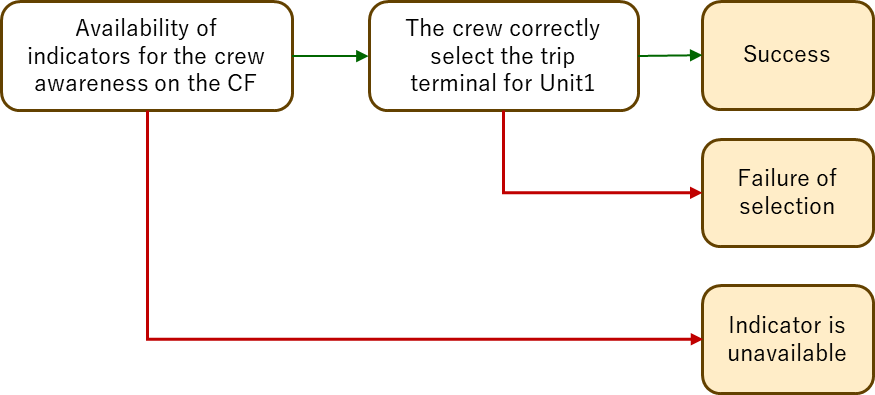 Availability of
indicators for the crew
awareness on the CF
The crew correctly
select the trip
terminal for Unit1
Success
Failure of
selection
Indicator is
unavailable